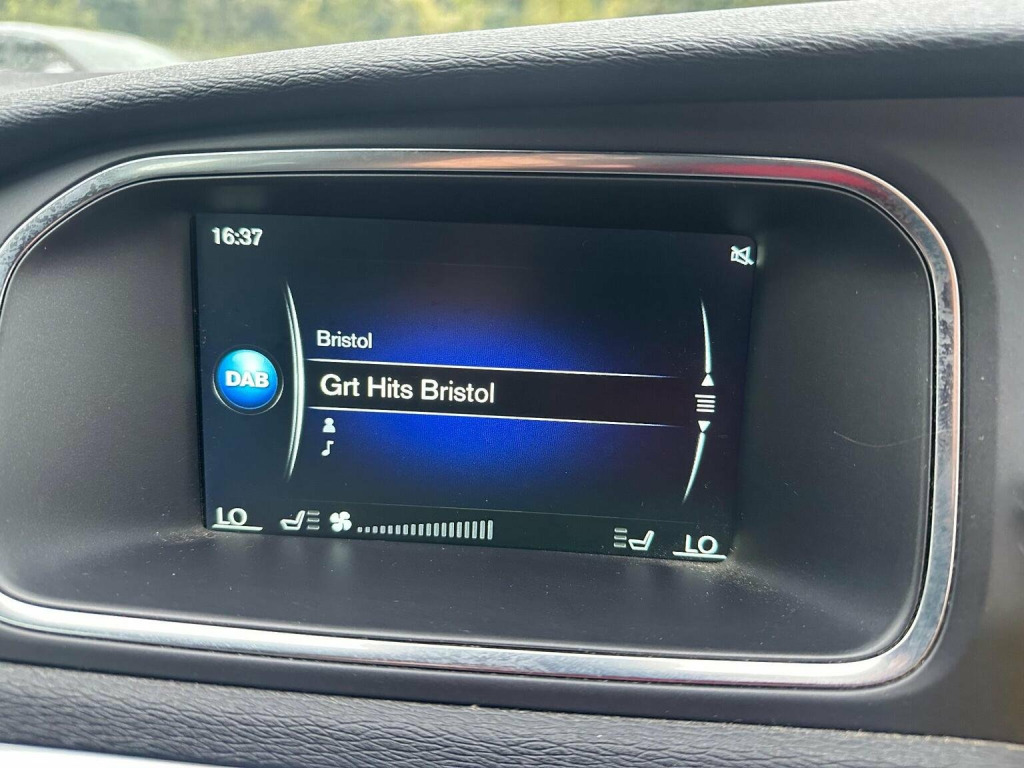 16:37
Bristol
DAB
Grt Hits Bristol
LO
LO